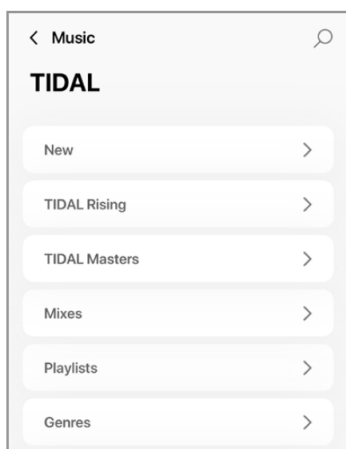 Music
TIDAL
New
TIDAL Rising
TIDAL Masters
Mixes
Playlists
Genres